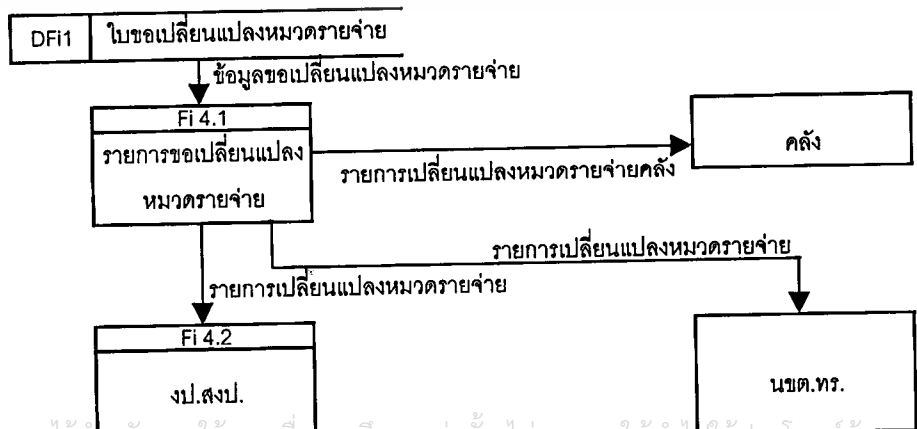 DFi1 ใบขอเปลี่ยนแปลงหมวดรายจ่าย
ข้อมูลขอเปลี่ยนแปลงหมวดรายจ่าย
Fi 4.1
รายการขอเปลี่ยนแปลง
หมวดรายจ่าย
รายการเปลี่ยนแปลงหมวดรายจ่ายคลัง
คลัง
รายการเปลี่ยนแปลงหมวดรายจ่าย
รายการเปลี่ยนแปลงหมวดรายจ่าย
Fi 4.2
งป.สงป.
นขต.ทร.